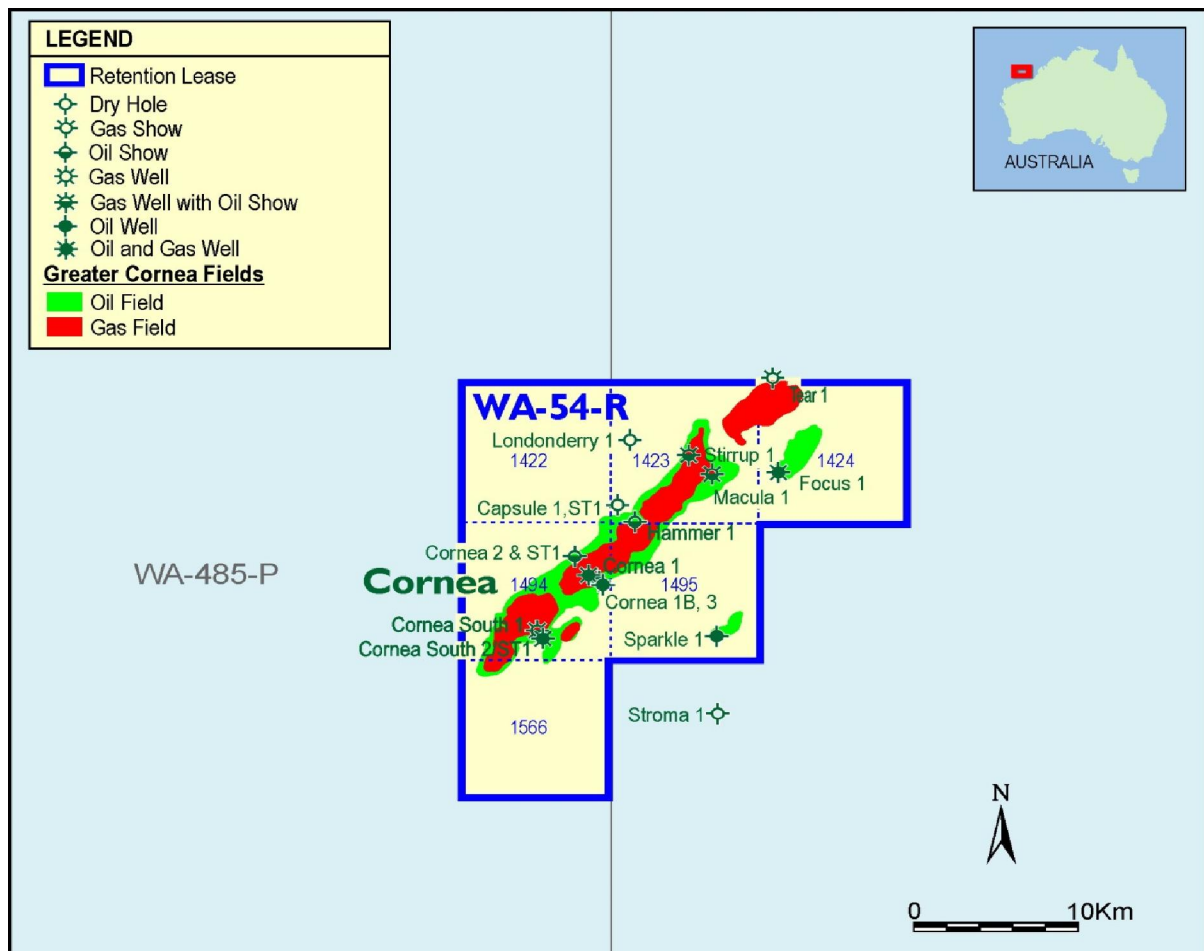 LEGEND
Retention Lease
Dry Hole
Gas Show
Oil Show
Gas Well
Gas Well with Oil Show
Oil Well
Oil and Gas Well
Greater Cornea Fields
Oil Field
Gas Field
AUSTRALIA
WA-54-R
Tear 1
Londonderry 1
1422
1423
Stirrup 1
1424
Macula 1
Focus 1
Capsule 1,ST1
Hammer 1
Cornea 2 & ST1
Cornea 1
WA-485-P
Cornea
1494
1495
Cornea 1B, 3
Cornea South 1
Sparkle 1
Cornea South 2/ST1
Stroma 1
1566
N
0 10Km